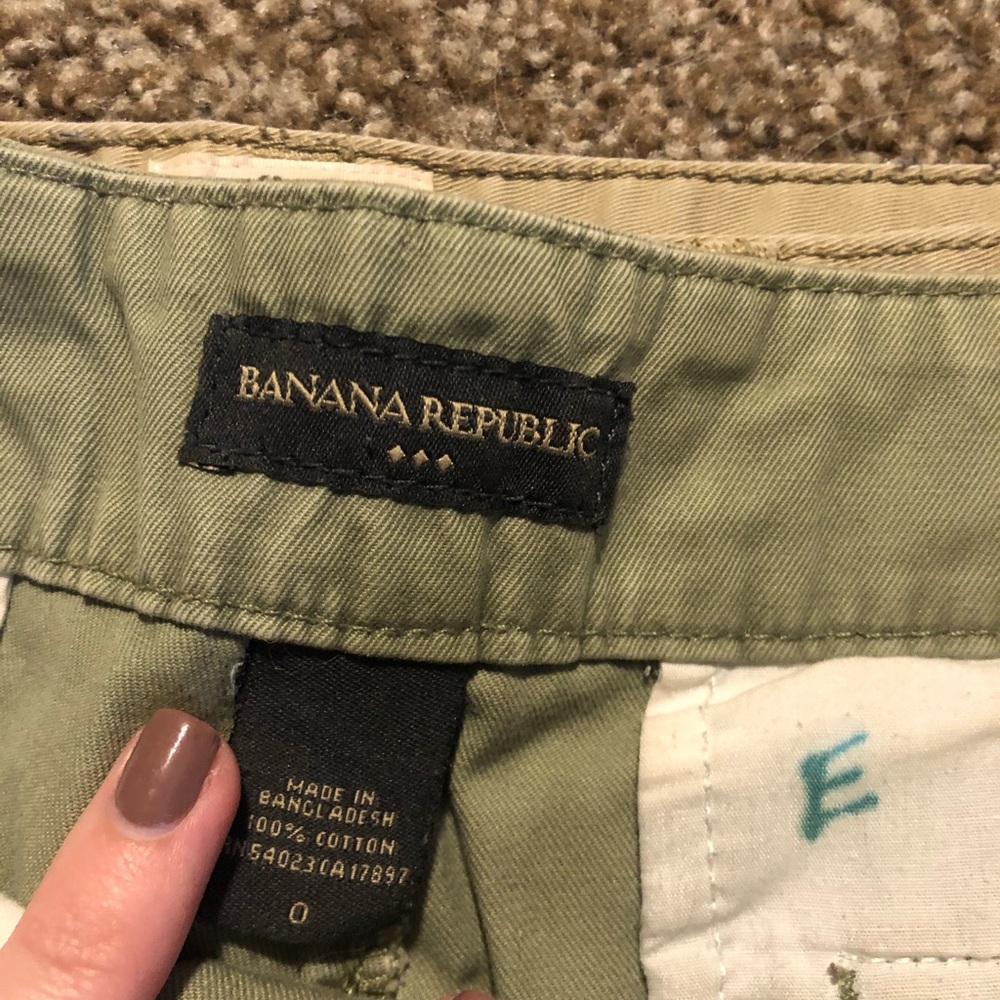 BANANA REPUBLIC
MADE IN
BANGLADESH
100% COTTON
RN54023CA17897
0
E